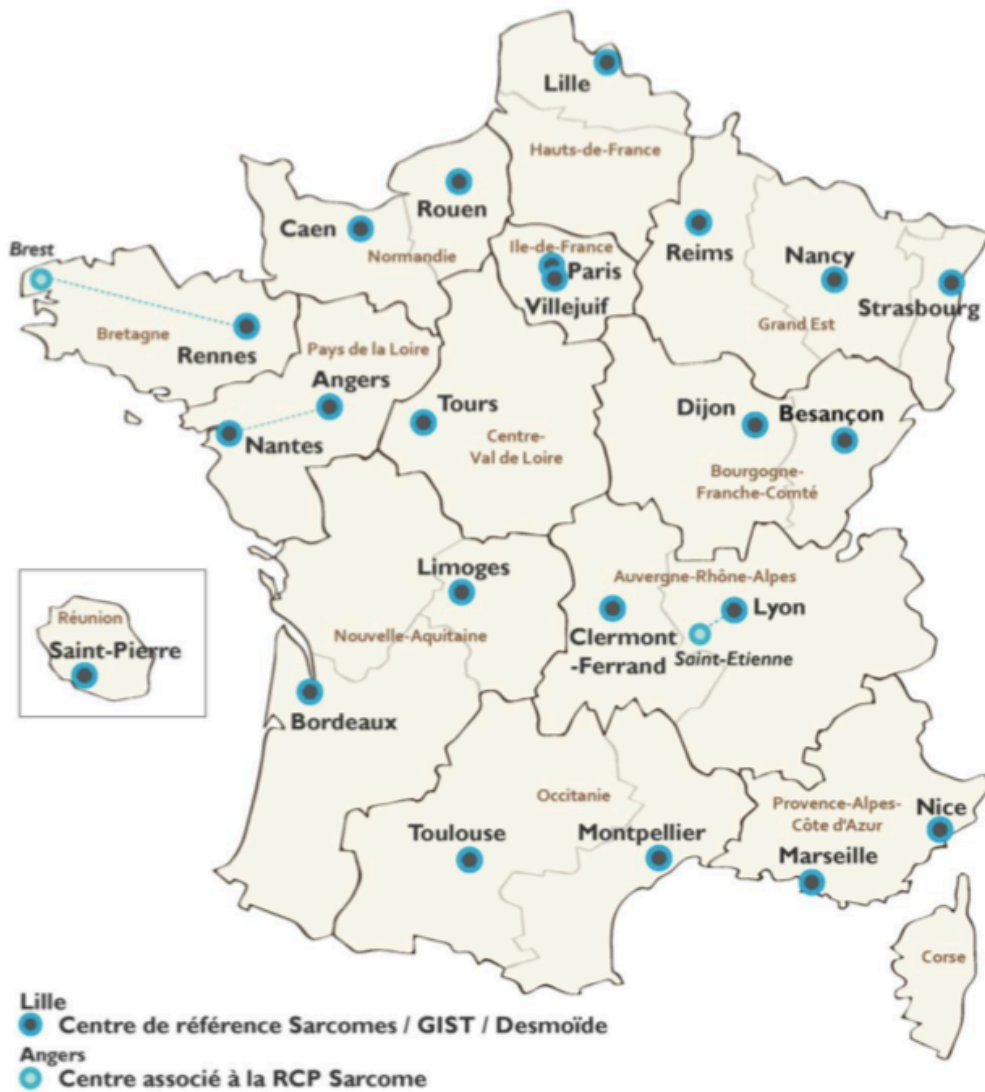 Lille
Hauts-de-France
Rouen
Caen
Normandie
Ile-de-France
Paris
Villejuif
Reims
Nancy
Strasbourg
Grand Est
Brest
Bretagne
Rennes
Pays de la Loire
Angers
Nantes
Tours
Centre-
Val de Loire
Dijon
Besançon
Bourgogne-
Franche-Comté
Limoges
Nouvelle-Aquitaine
Auvergne-Rhône-Alpes
Lyon
Clermont
-Ferrand
Saint-Etienne
Réunion
Saint-Pierre
Bordeaux
Occitanie
Toulouse
Montpellier
Provence-Alpes-
Côte d'Azur
Nice
Marseille
Corse
Lille
Centre de référence Sarcomes / GIST / Desmoïde
Angers
Centre associé à la RCP Sarcome